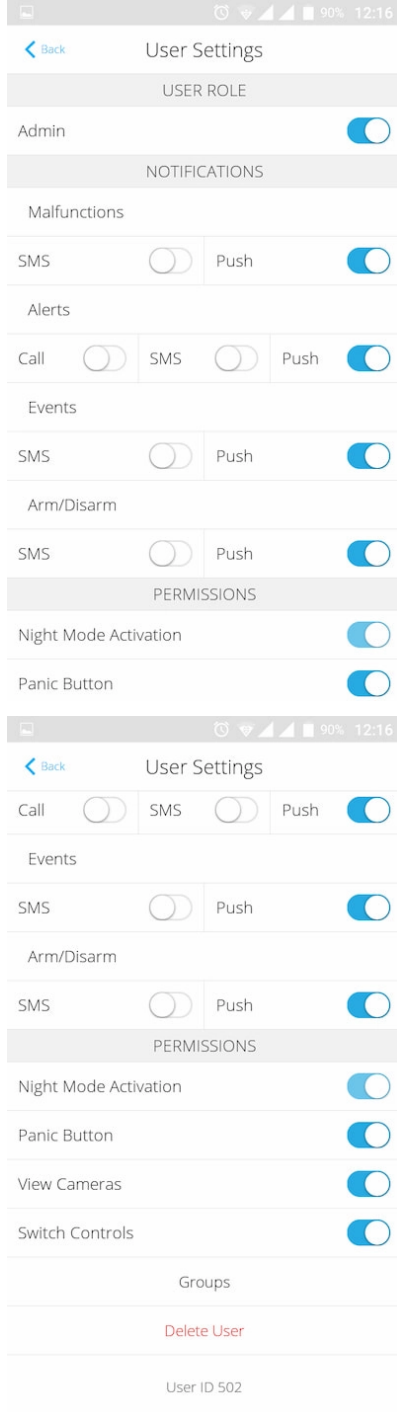 90% 12:16
Back User Settings
USER ROLE
Admin
NOTIFICATIONS
Malfunctions
SMS Push
Alerts
Call SMS Push
Events
SMS Push
Arm/Disarm
SMS Push
PERMISSIONS
Night Mode Activation
Panic Button
90% 12:16
Back User Settings
Call SMS Push
Events
SMS Push
Arm/Disarm
SMS Push
PERMISSIONS
Night Mode Activation
Panic Button
View Cameras
Switch Controls
Groups
Delete User
User ID 502